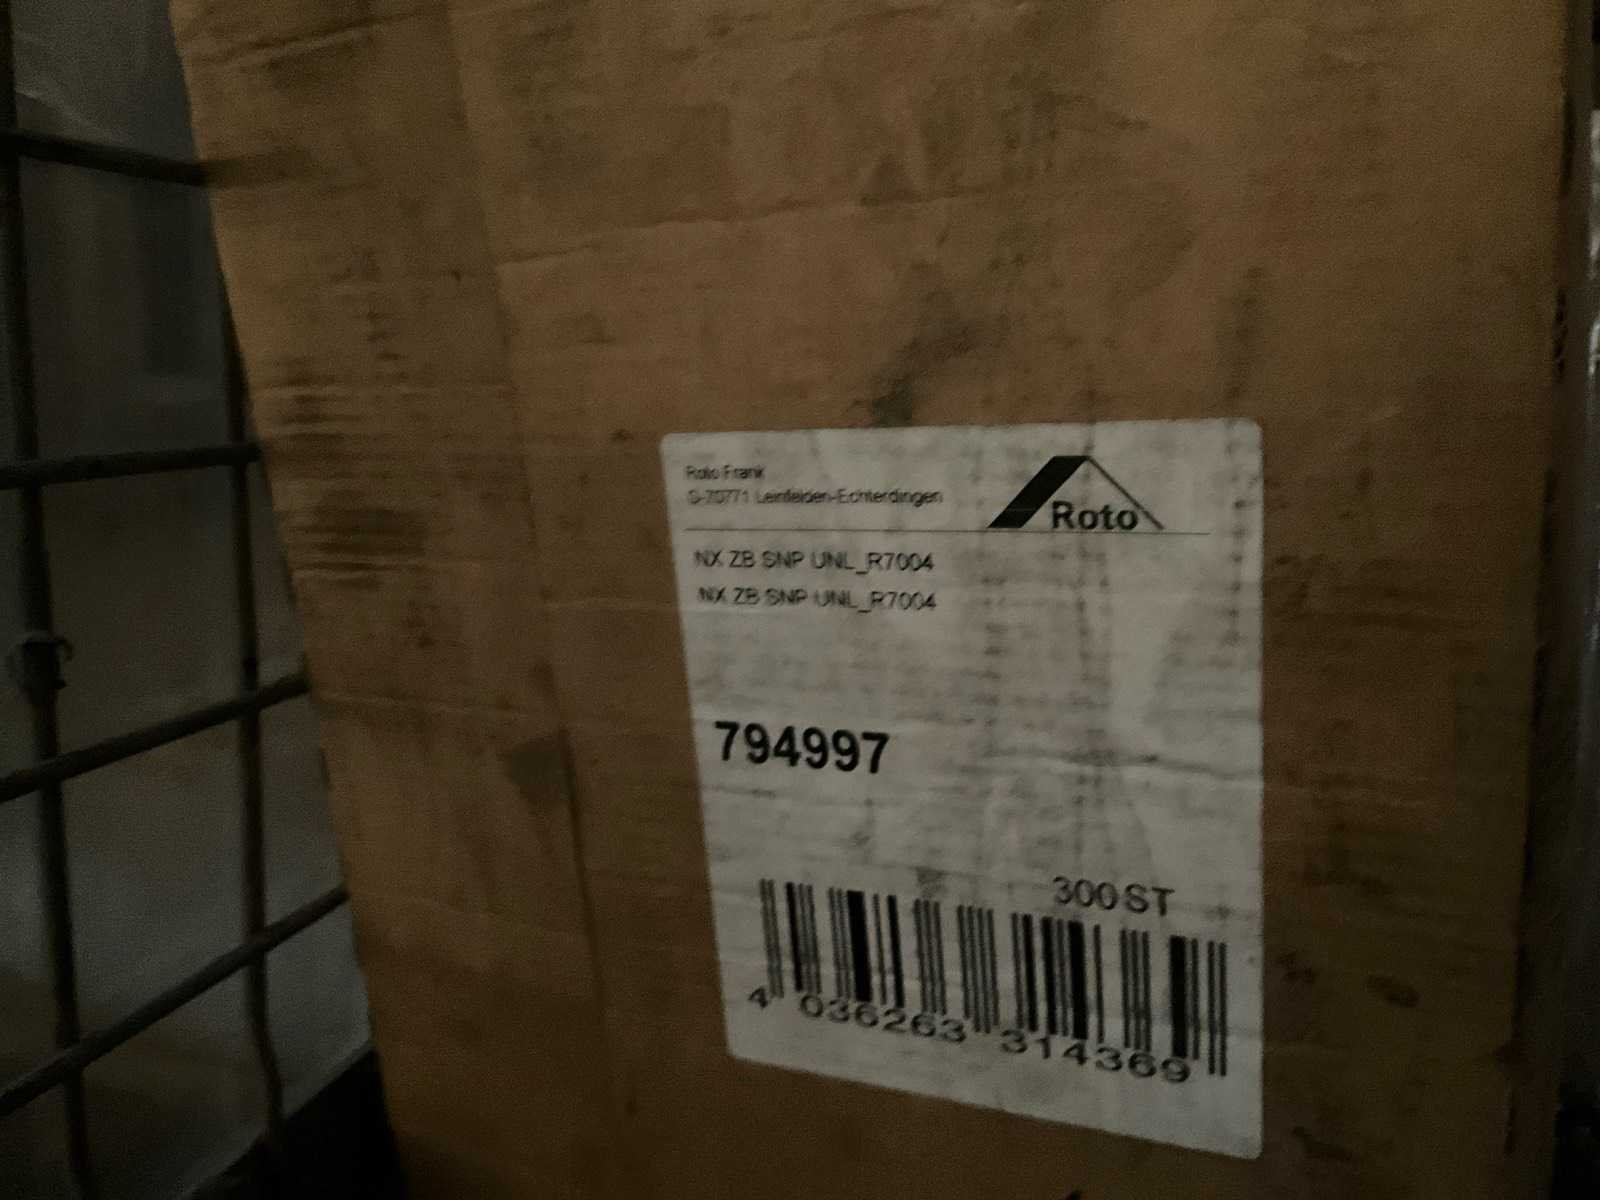 Roto Frank
D-70771 Leinfelden-Echterdingen
Roto
NX ZB SNP UNL_R7004
NX ZB SNP UNL_R7004
794997
300 ST
4 036263 314369